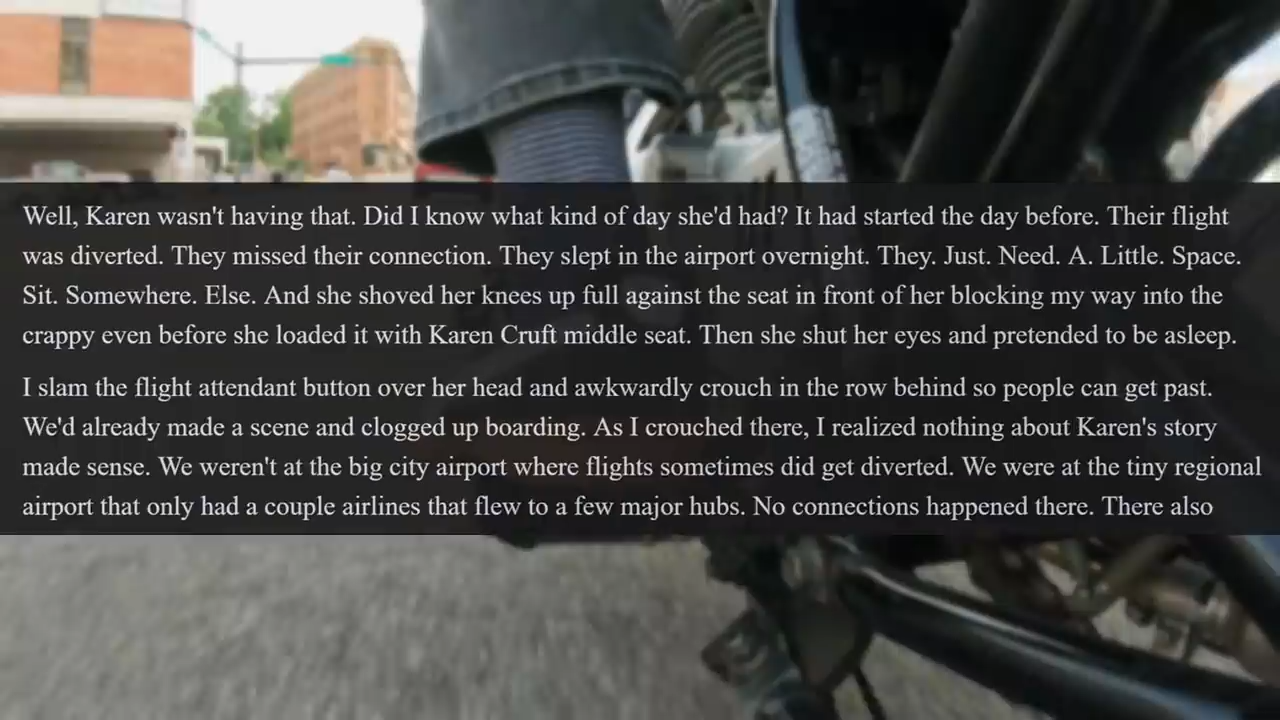 Well, Karen wasn't having that. Did I know what kind of day she'd had? It had started the day before. Their flight
was diverted. They missed their connection. They slept in the airport overnight. They. Just. Need. A. Little. Space.
Sit. Somewhere. Else. And she shoved her knees up full against the seat in front of her blocking my way into the
crappy even before she loaded it with Karen Cruft middle seat. Then she shut her eyes and pretended to be asleep.
I slam the flight attendant button over her head and awkwardly crouch in the row behind so people can get past.
We'd already made a scene and clogged up boarding. As I crouched there, I realized nothing about Karen's story
made sense. We weren't at the big city airport where flights sometimes did get diverted. We were at the tiny regional
airport that only had a couple airlines that flew to a few major hubs. No connections happened there. There also